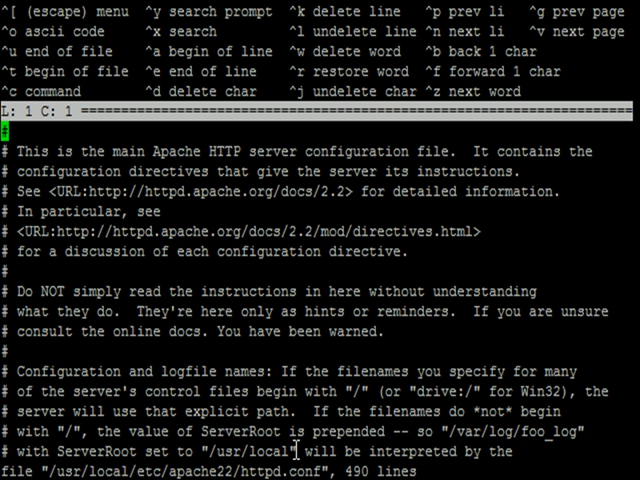 ^[ (escape) menu ^y search prompt ^k delete line ^p prev li ^g prev page
^o ascii code ^x search ^l undelete line ^n next li ^v next page
^u end of file ^a begin of line ^w delete word ^b back 1 char
^t begin of file ^e end of line ^r restore word ^f forward 1 char
^c command ^d delete char ^j undelete char ^z next word
L: 1 C: 1 =====================================================================
#
# This is the main Apache HTTP server configuration file.  It contains the
# configuration directives that give the server its instructions.
# See <URL:http://httpd.apache.org/docs/2.2> for detailed information.
# In particular, see
# <URL:http://httpd.apache.org/docs/2.2/mod/directives.html>
# for a discussion of each configuration directive.
#
# Do NOT simply read the instructions in here without understanding
# what they do.  They're here only as hints or reminders.  If you are unsure
# consult the online docs. You have been warned.
#
# Configuration and logfile names: If the filenames you specify for many
# of the server's control files begin with "/" (or "drive:/" for Win32), the
# server will use that explicit path.  If the filenames do *not* begin
# with "/", the value of ServerRoot is prepended -- so "/var/log/foo_log"
# with ServerRoot set to "/usr/local" will be interpreted by the
file "/usr/local/etc/apache22/httpd.conf", 490 lines